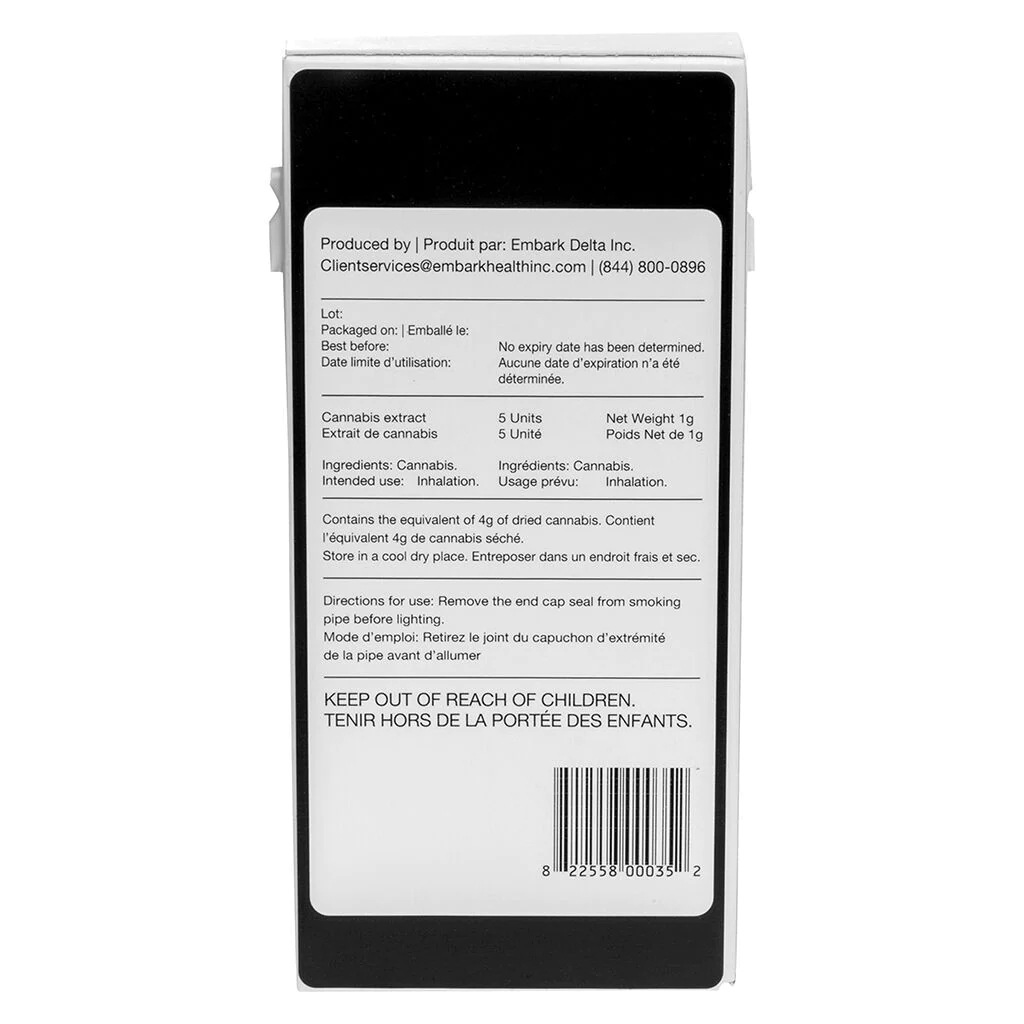 Produced by | Produit par: Embark Delta Inc.
Clientservices@embarkhealthinc.com | (844) 800-0896
Lot:
Packaged on: | Emballé le:
Best before: No expiry date has been determined.
Date limite d'utilisation: Aucune date d'expiration n'a été
déterminée.
Cannabis extract 5 Units Net Weight 1g
Extrait de cannabis 5 Unité Poids Net de 1g
Ingredients: Cannabis. Ingrédients: Cannabis.
Intended use: Inhalation. Usage prévu: Inhalation.
Contains the equivalent of 4g of dried cannabis. Contient
l'équivalent 4g de cannabis séché.
Store in a cool dry place. Entreposer dans un endroit frais et sec.
Directions for use: Remove the end cap seal from smoking
pipe before lighting.
Mode d'emploi: Retirez le joint du capuchon d'extrémité
de la pipe avant d'allumer
KEEP OUT OF REACH OF CHILDREN.
TENIR HORS DE LA PORTÉE DES ENFANTS.
8 22558 00035 2